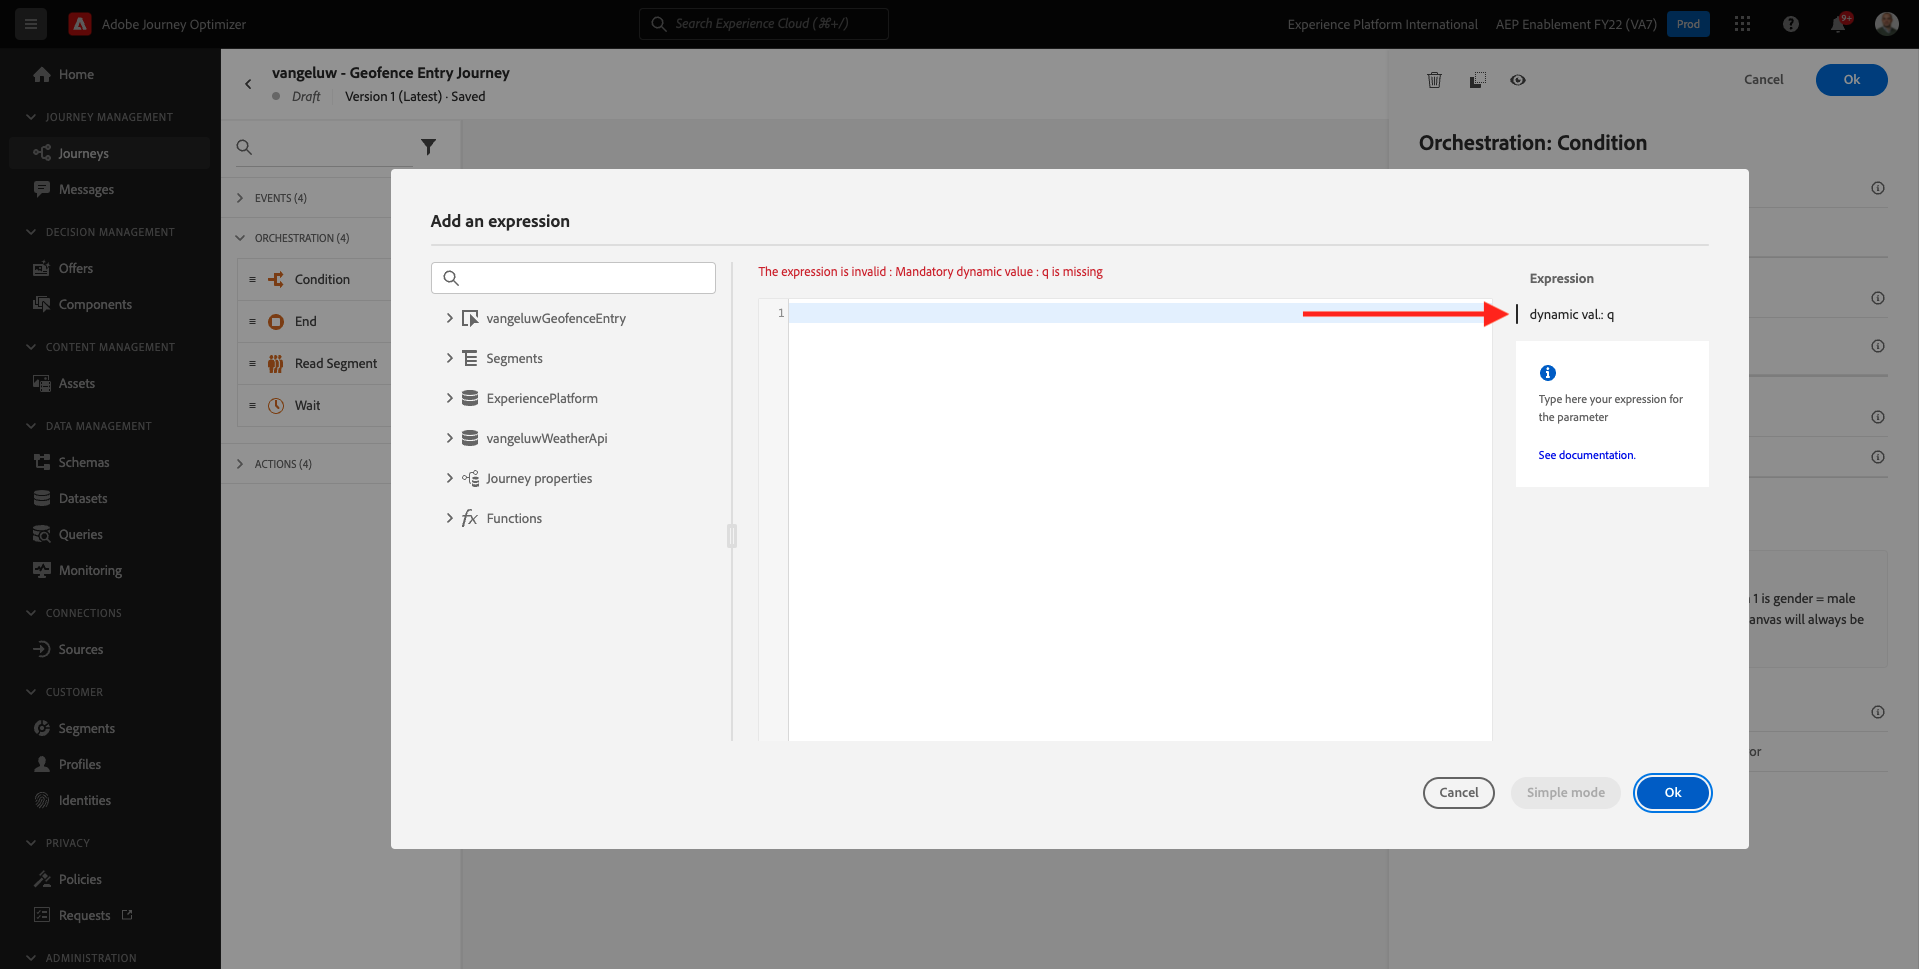 Adobe Journey Optimizer
Search Experience Cloud (⌘+/)
Experience Platform International
AEP Enablement FY22 (VA7)
Prod
9+
Home
JOURNEY MANAGEMENT
Journeys
Messages
DECISION MANAGEMENT
Offers
Components
CONTENT MANAGEMENT
Assets
DATA MANAGEMENT
Schemas
Datasets
Queries
Monitoring
CONNECTIONS
Sources
CUSTOMER
Segments
Profiles
Identities
PRIVACY
Policies
Requests
ADMINISTRATION
vangeluw - Geofence Entry Journey
Draft
Version 1 (Latest) · Saved
Cancel
Ok
EVENTS (4)
ORCHESTRATION (4)
Condition
End
Read Segment
Wait
ACTIONS (4)
Orchestration: Condition
Add an expression
vangeluwGeofenceEntry
Segments
ExperiencePlatform
vangeluwWeatherApi
Journey properties
Functions
The expression is invalid : Mandatory dynamic value : q is missing
1
Expression
dynamic val.: q
Type here your expression for
the parameter
See documentation.
Cancel
Simple mode
Ok
1 is gender = male
anvas will always be
or